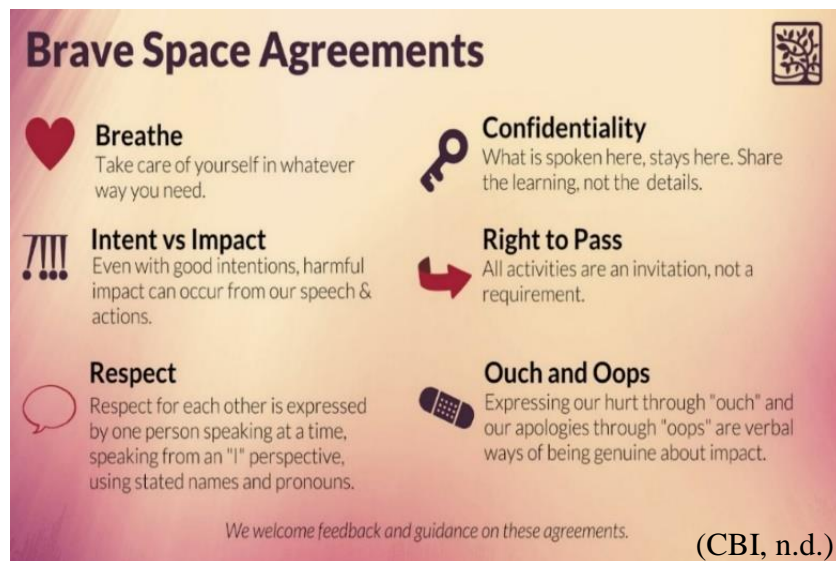 Brave Space Agreements
Breathe
Take care of yourself in whatever
way you need.
Intent vs Impact
Even with good intentions, harmful
impact can occur from our speech &
actions.
Respect
Respect for each other is expressed
by one person speaking at a time,
speaking from an "I" perspective,
using stated names and pronouns.
Confidentiality
What is spoken here, stays here. Share
the learning, not the details.
Right to Pass
All activities are an invitation, not a
requirement.
Ouch and Oops
Expressing our hurt through "ouch" and
our apologies through "oops" are verbal
ways of being genuine about impact.
We welcome feedback and guidance on these agreements.
(CBI, n.d.)